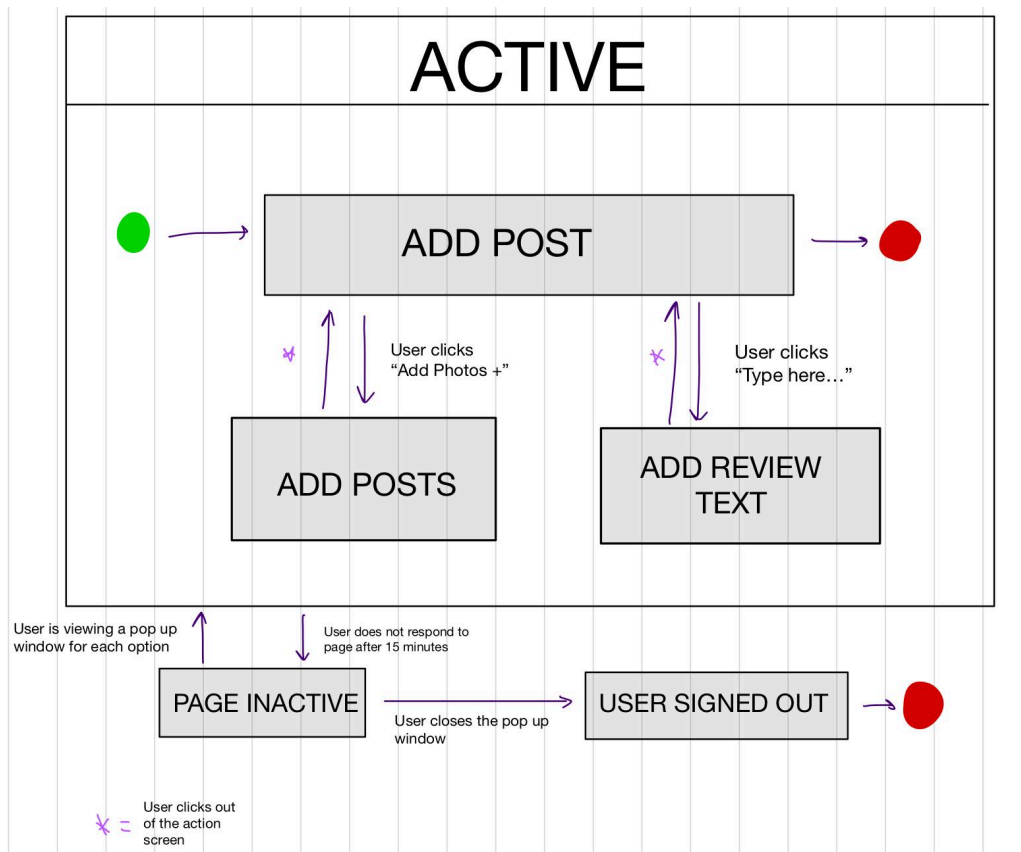 ACTIVE
ADD POST
User clicks
“Add Photos +”
User clicks
“Type here...”
ADD POSTS
ADD REVIEW
TEXT
User is viewing a pop up
window for each option
User does not respond to
page after 15 minutes
PAGE INACTIVE
User closes the pop up
window
USER SIGNED OUT
* =
User clicks out
of the action
screen